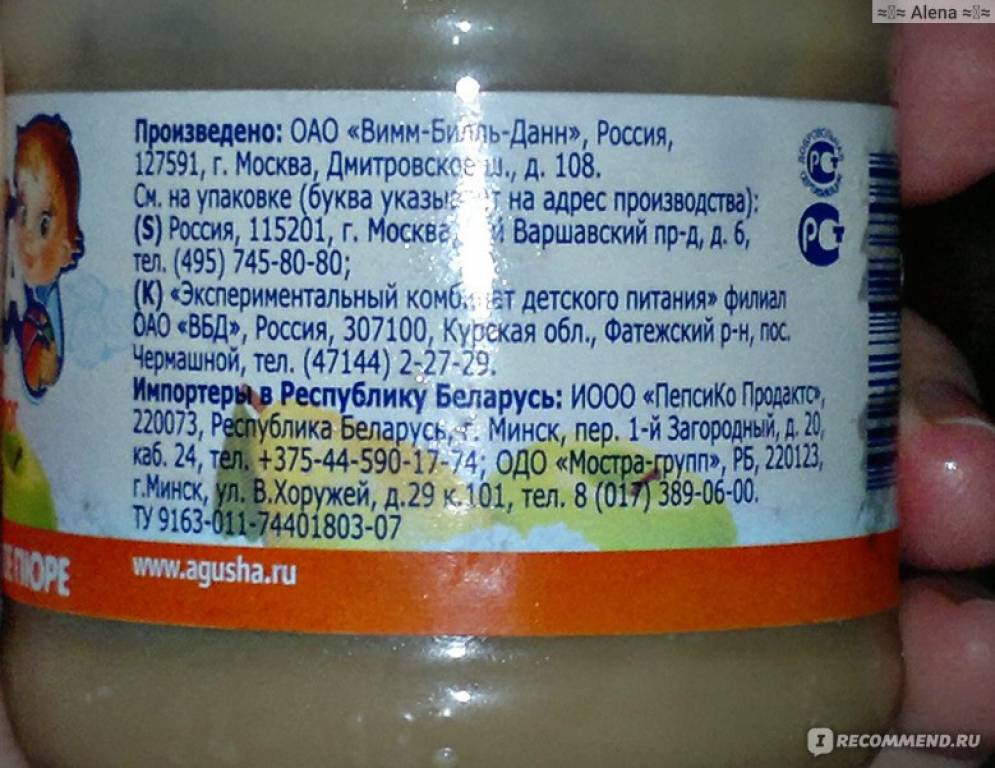 Alena
Произведено: ОАО «Вимм-Билль-Данн», Россия,
127591, г. Москва, Дмитровское ш., д. 108.
См. на упаковке (буква указывает на адрес производства):
(S) Россия, 115201, г. Москва, й Варшавский пр-д, д. 6,
тел. (495) 745-80-80;
(K) «Экспериментальный комбинат детского питания» филиал
ОАО «ВБД», Россия, 307100, Курская обл., Фатежский р-н, пос.
Чермашной, тел. (47144) 2-27-29.
Импортеры в Республику Беларусь: ИООО «ПепсиКо Продактс»,
220073, Республика Беларусь, г. Минск, пер. 1-й Загородный, д. 20,
каб. 24, тел. +375-44-590-17-74; ОДО «Мостра-групп», РБ, 220123,
г.Минск, ул. В.Хоружей, д.29 к.101, тел. 8 (017) 389-06-00.
ТУ 9163-011-74401803-07
ДОБРОВОЛЬНАЯ
РСТ
РСТ
ПЮРЕ
www.agusha.ru
IRECOMMEND.RU